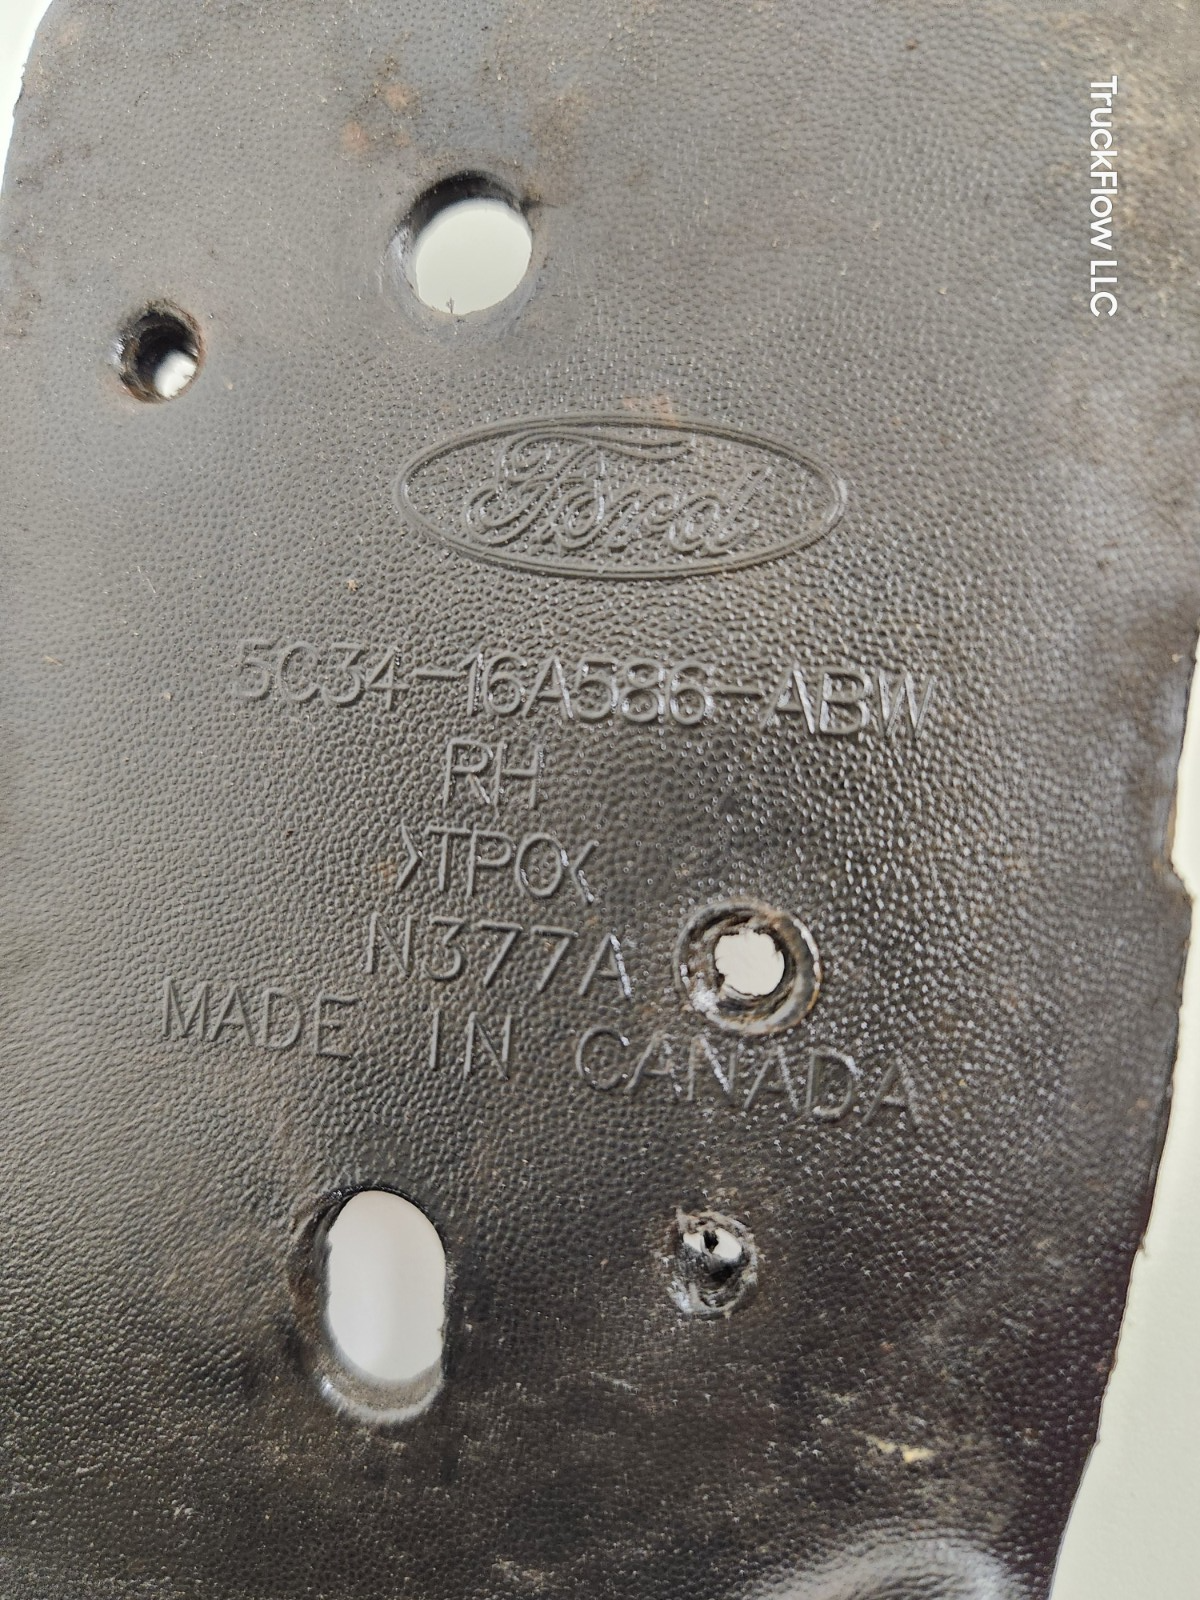 TruckFlow LLC
Ford
5C34-16A586-ABW
RH
>TPO<
N377A
MADE IN CANADA